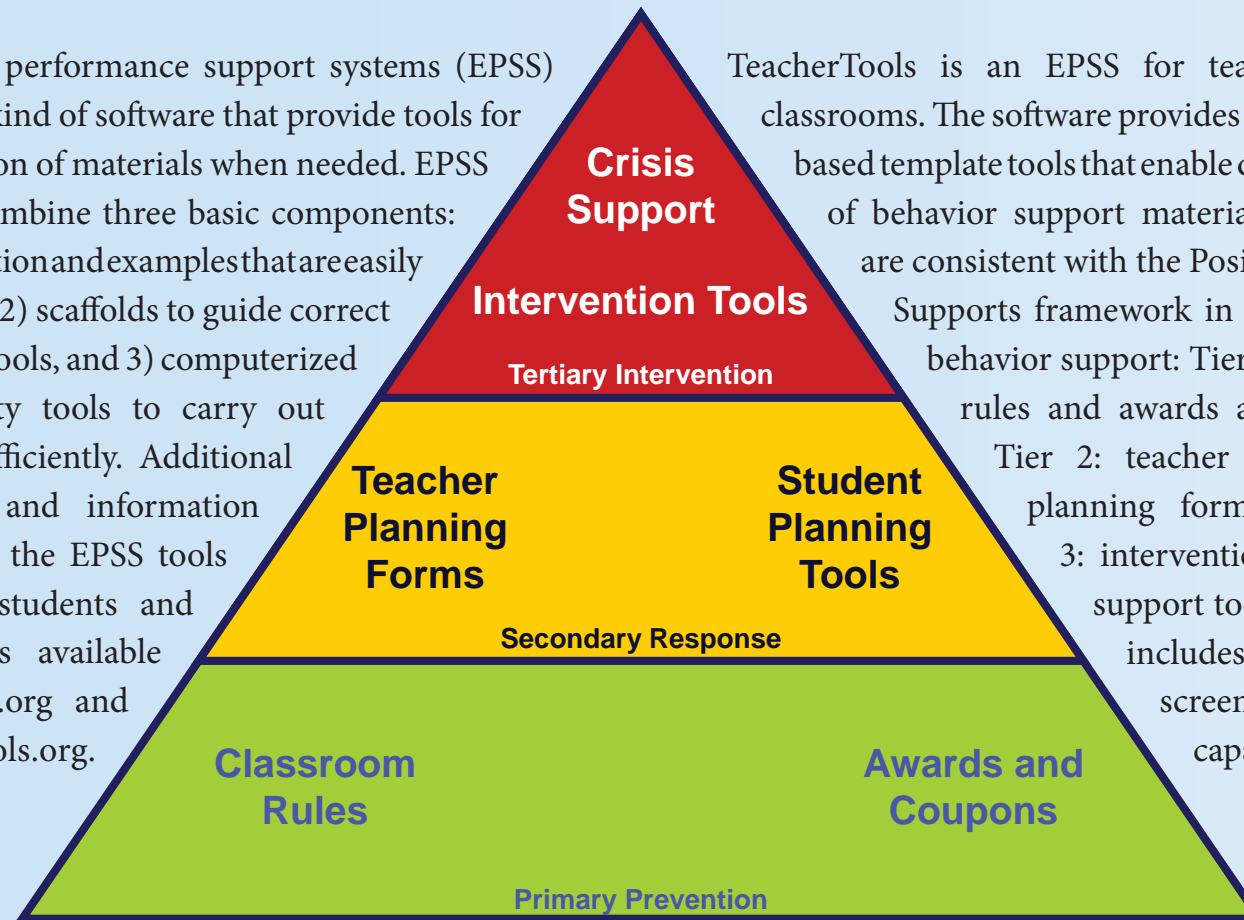 performance support systems (EPSS)
kind of software that provide tools for
on of materials when needed. EPSS
mbine three basic components:
tion and examples that are easily
2) scaffolds to guide correct
ools, and 3) computerized
ty tools to carry out
fficiently. Additional
and information
the EPSS tools
students and
s available
.org and
ols.org.
Crisis
Support
Intervention Tools
Tertiary Intervention
Teacher
Planning
Forms
Student
Planning
Tools
Secondary Response
Classroom
Rules
Awards and
Coupons
Primary Prevention
TeacherTools is an EPSS for tea
classrooms. The software provides
based template tools that enable
of behavior support materia
are consistent with the Posi
Supports framework in
behavior support: Tier
rules and awards a
Tier 2: teacher
planning form
3: interventio
support to
includes
screen
capa